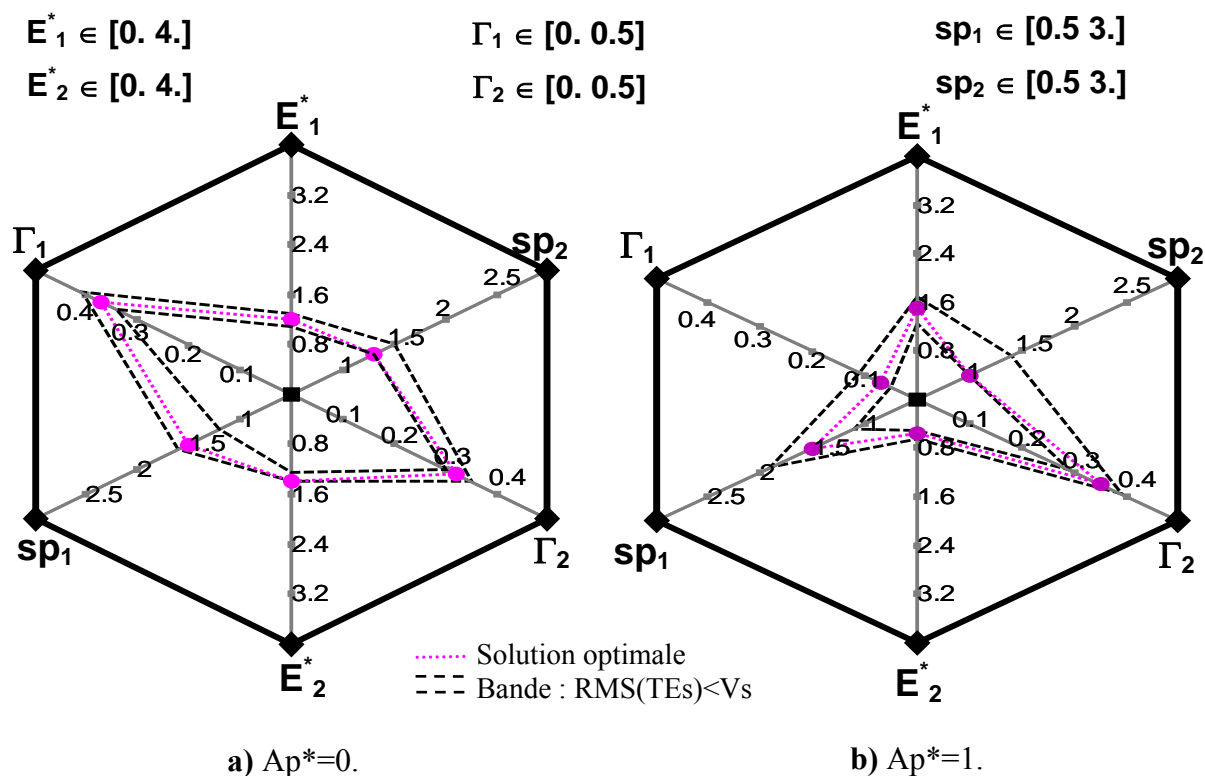 E*1 ∈ [0. 4.] Γ1 ∈ [0. 0.5] sp1 ∈ [0.5 3.]
E*2 ∈ [0. 4.] Γ2 ∈ [0. 0.5] sp2 ∈ [0.5 3.]
E*1
3.2
2.4
1.6
0.8
Γ1
0.4
0.3
0.2
0.1
sp2
2.5
2
1.5
1
sp1
2.5
2
1.5
1
0.8
1.6
2.4
3.2
E*2
0.1
0.2
0.3
0.4
Γ2
E*1
3.2
2.4
1.6
0.8
Γ1
0.4
0.3
0.2
0.1
sp2
2.5
2
1.5
1
sp1
2.5
2
1.5
1
0.8
1.6
2.4
3.2
E*2
0.1
0.2
0.3
0.4
Γ2
Solution optimale
Bande : RMS(TEs)<Vs
a) Ap*=0. b) Ap*=1.